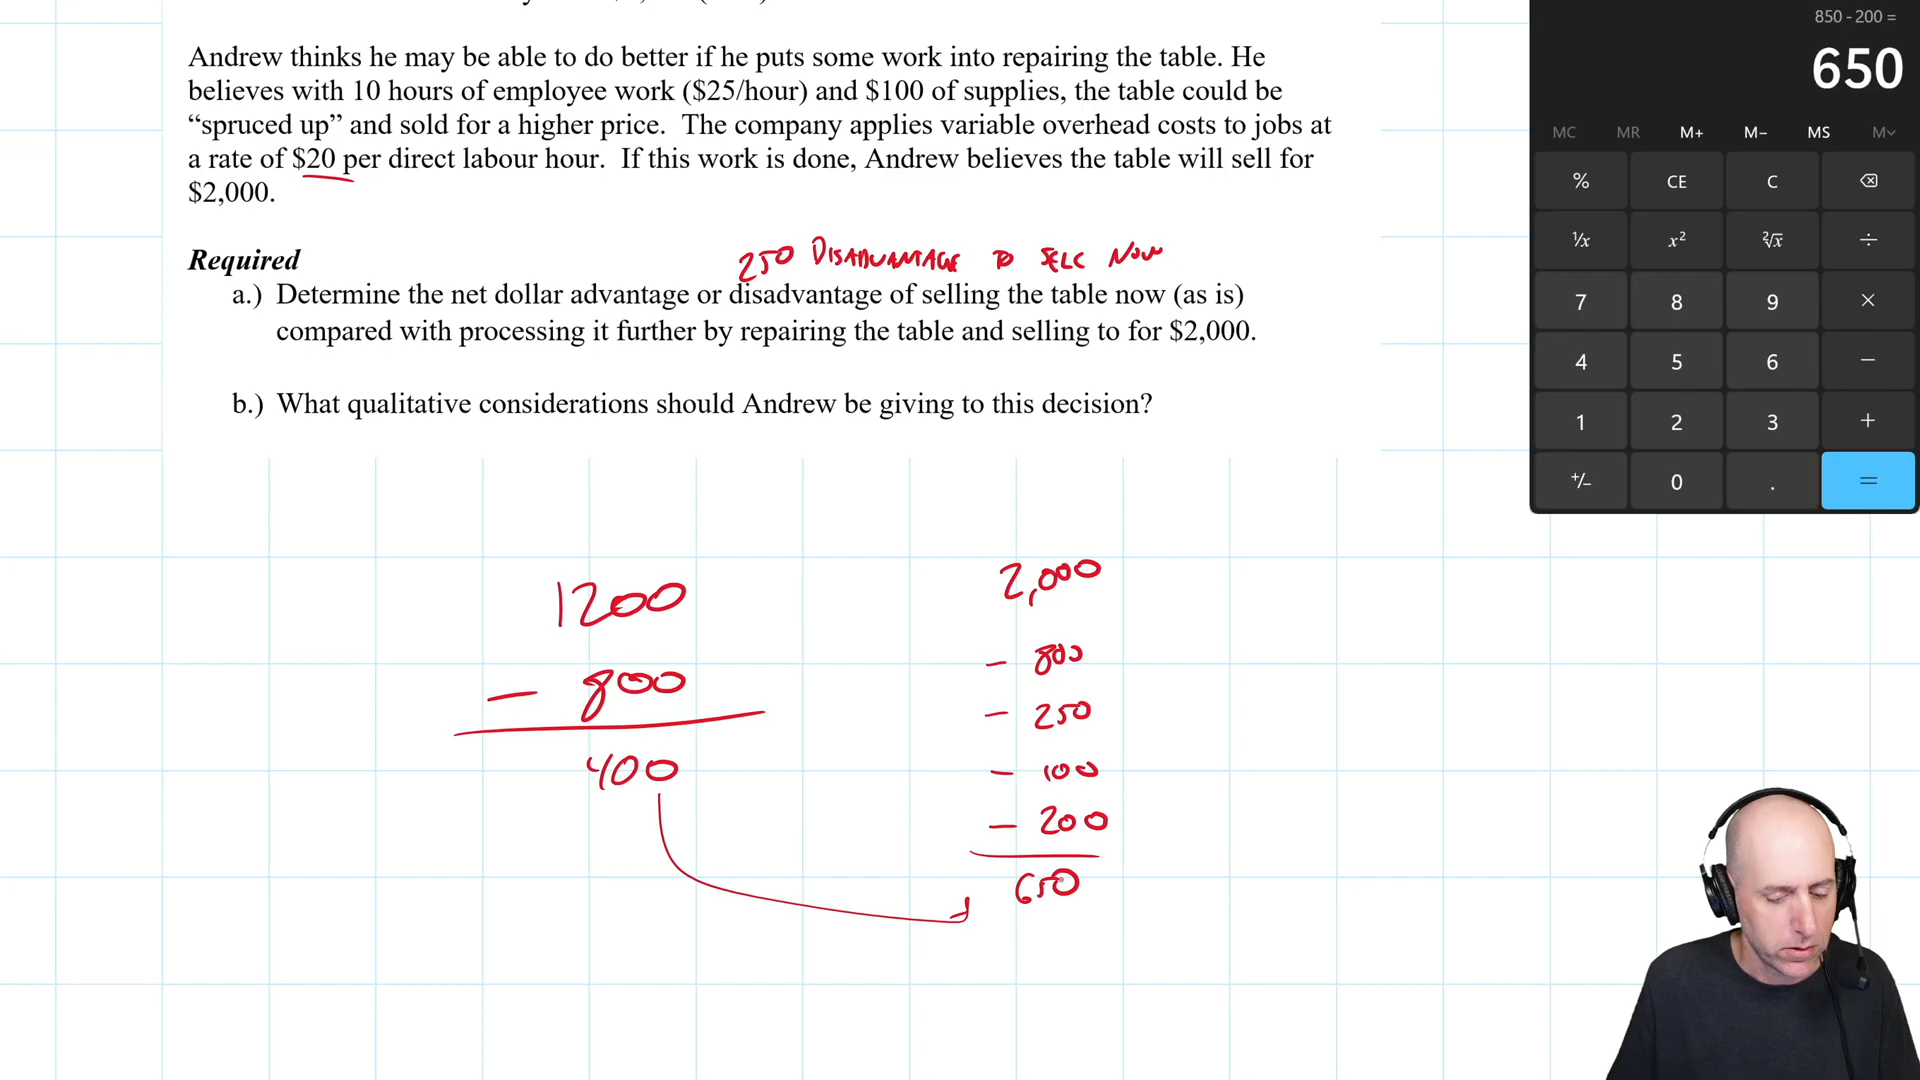 Andrew thinks he may be able to do better if he puts some work into repairing the table. He
believes with 10 hours of employee work ($25/hour) and $100 of supplies, the table could be
“spruced up” and sold for a higher price. The company applies variable overhead costs to jobs at
a rate of $20 per direct labour hour. If this work is done, Andrew believes the table will sell for
$2,000.
Required
250 DISADVANTAGE TO SELL NOW
a.) Determine the net dollar advantage or disadvantage of selling the table now (as is)
compared with processing it further by repairing the table and selling to for $2,000.
b.) What qualitative considerations should Andrew be giving to this decision?
1200
— 800
400
2,000
— 800
— 250
— 100
— 200
650
850 - 200 =
650
MC MR M+ M− MS M˅
% CE C ⌫
⅟x x² ²√x ÷
7 8 9 ×
4 5 6 −
1 2 3 +
+/− 0 . =